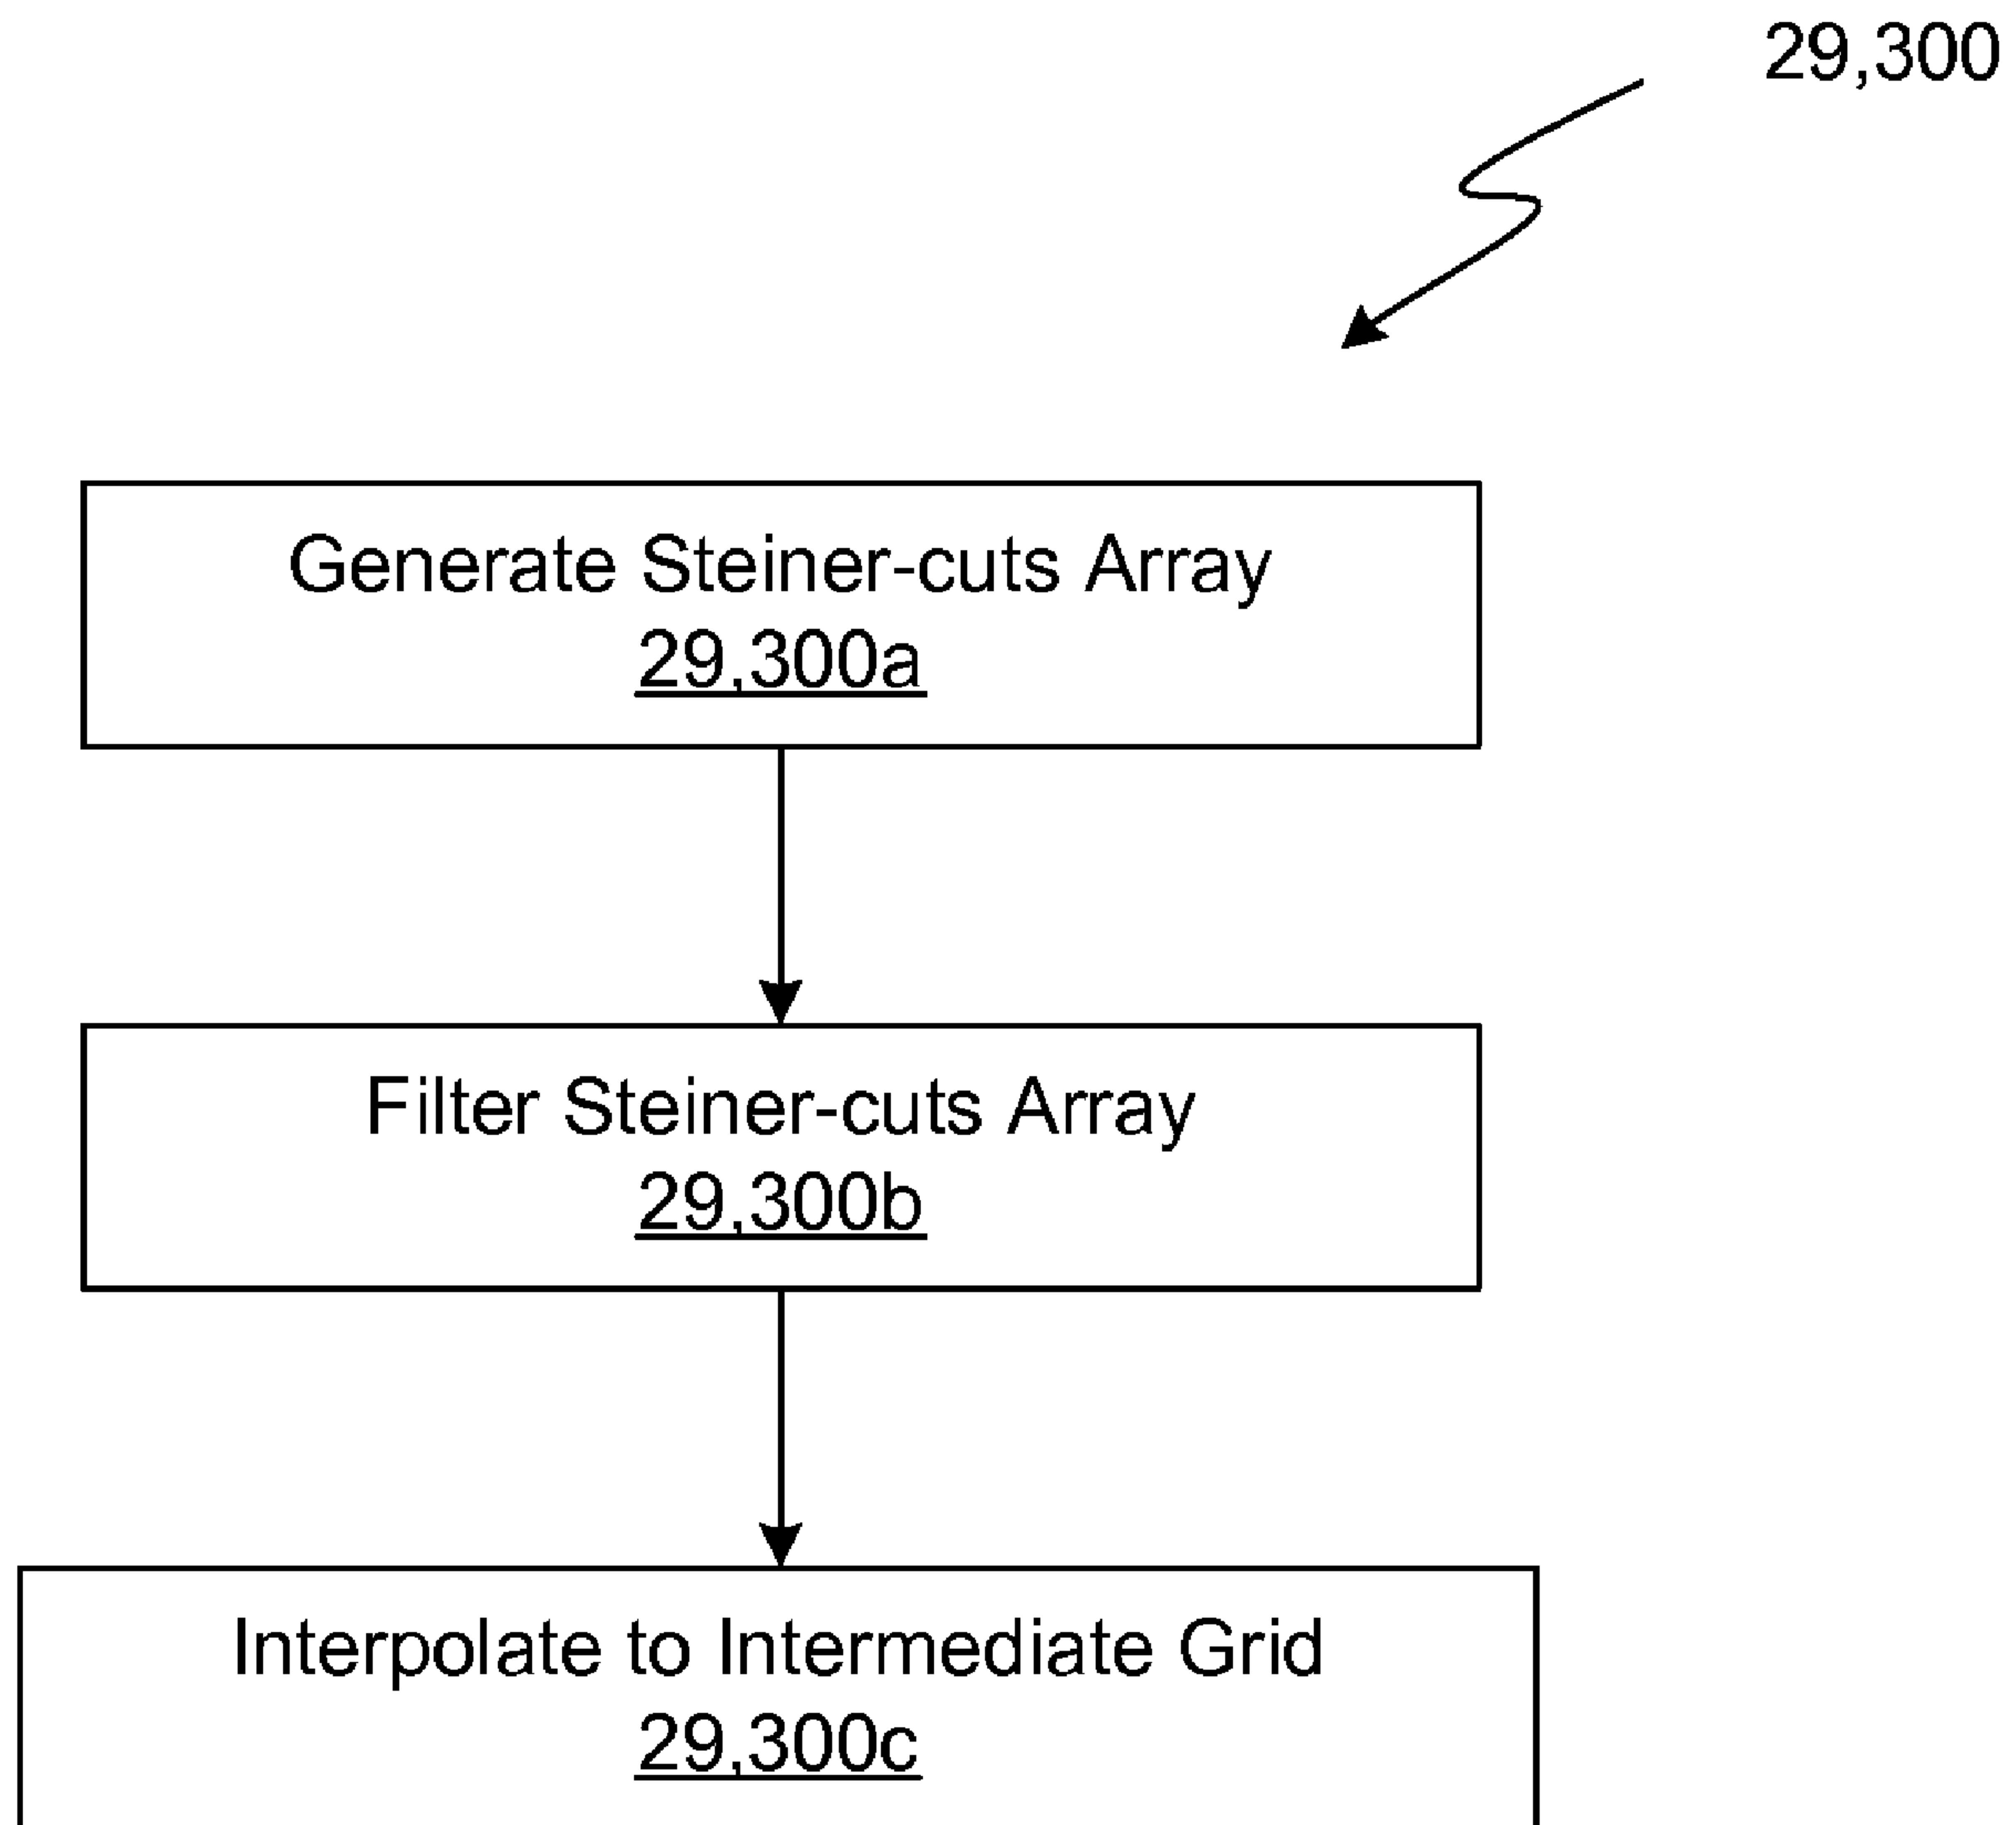 29,300
Generate Steiner-cuts Array
29,300a
Filter Steiner-cuts Array
29,300b
Interpolate to Intermediate Grid
29,300c